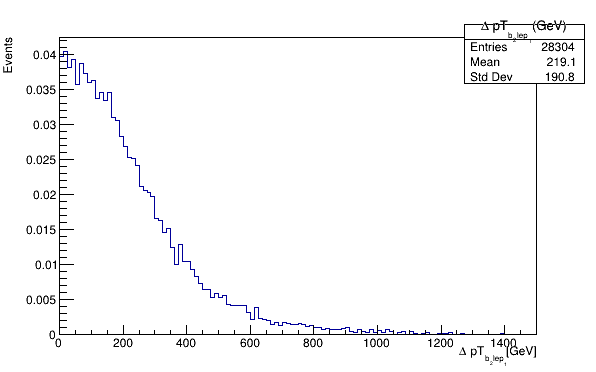 Δ pT_{b_2lep_1}(GeV)
Entries 28304
Mean 219.1
Std Dev 190.8
Events
0.04
0.035
0.03
0.025
0.02
0.015
0.01
0.005
0
0 200 400 600 800 1000 1200 1400
Δ pT_{b_2lep_1}[GeV]